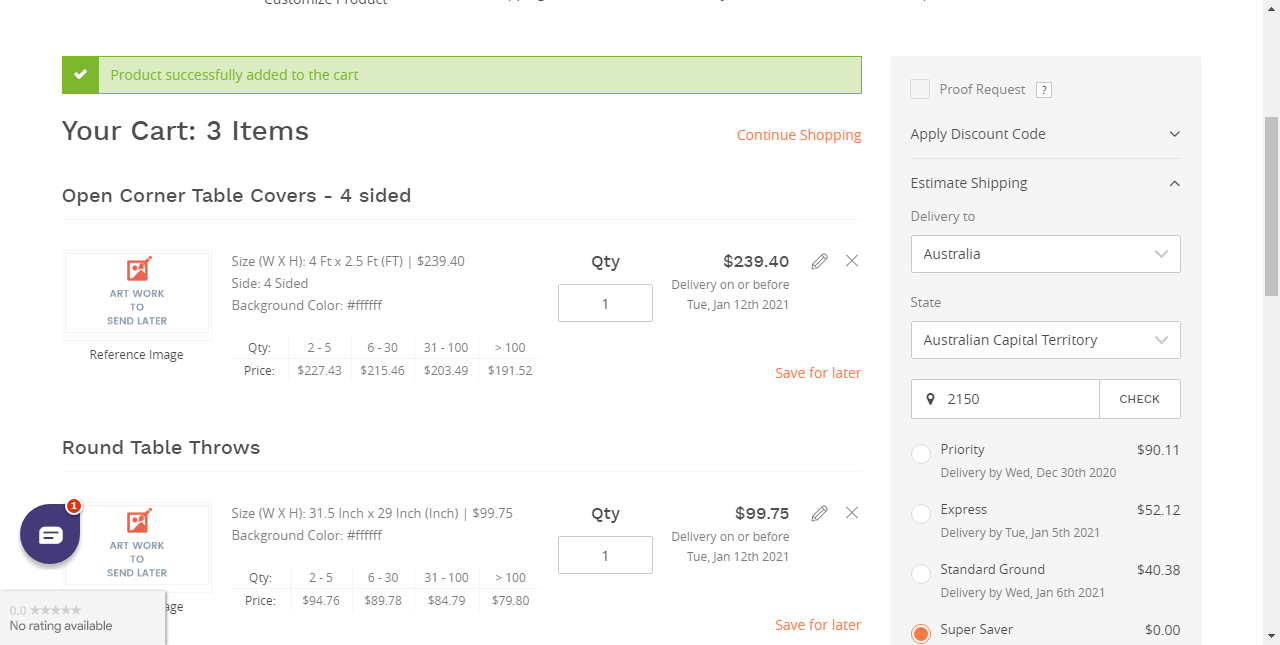 Customize Product
Product successfully added to the cart
Your Cart: 3 Items
Continue Shopping
Open Corner Table Covers - 4 sided
ART WORK
TO
SEND LATER
Reference Image
Size (W X H): 4 Ft x 2.5 Ft (FT) | $239.40
Side: 4 Sided
Background Color: #ffffff
Qty: 2 - 5 6 - 30 31 - 100 > 100
Price: $227.43 $215.46 $203.49 $191.52
Qty
1
$239.40
Delivery on or before
Tue, Jan 12th 2021
Save for later
Round Table Throws
ART WORK
TO
SEND LATER
age
Size (W X H): 31.5 Inch x 29 Inch (Inch) | $99.75
Background Color: #ffffff
Qty: 2 - 5 6 - 30 31 - 100 > 100
Price: $94.76 $89.78 $84.79 $79.80
Qty
1
$99.75
Delivery on or before
Tue, Jan 12th 2021
Save for later
1
0.0
No rating available
Proof Request ?
Apply Discount Code
Estimate Shipping
Delivery to
Australia
State
Australian Capital Territory
2150 CHECK
Priority $90.11
Delivery by Wed, Dec 30th 2020
Express $52.12
Delivery by Tue, Jan 5th 2021
Standard Ground $40.38
Delivery by Wed, Jan 6th 2021
Super Saver $0.00